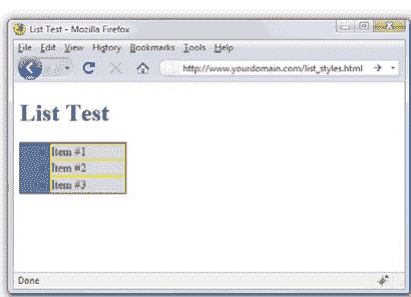 List Test - Mozilla Firefox
File Edit View History Bookmarks Tools Help
http://www.yourdomain.com/list_styles.html
List Test
Item #1
Item #2
Item #3
Done